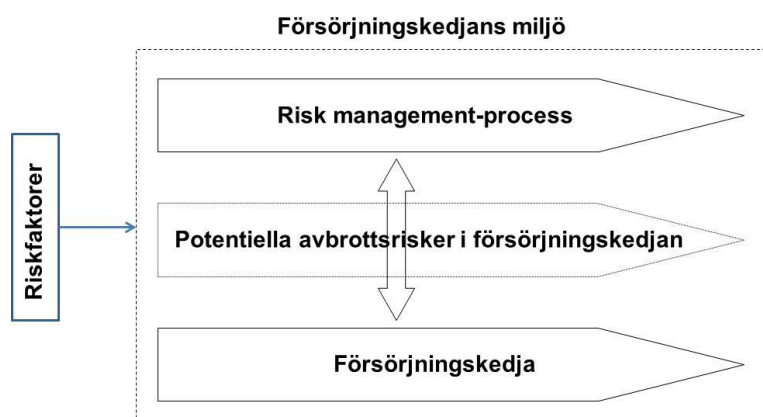 Försörjningskedjans miljö
Risk management-process
Riskfaktorer
Potentiella avbrottsrisker i försörjningskedjan
Försörjningskedja